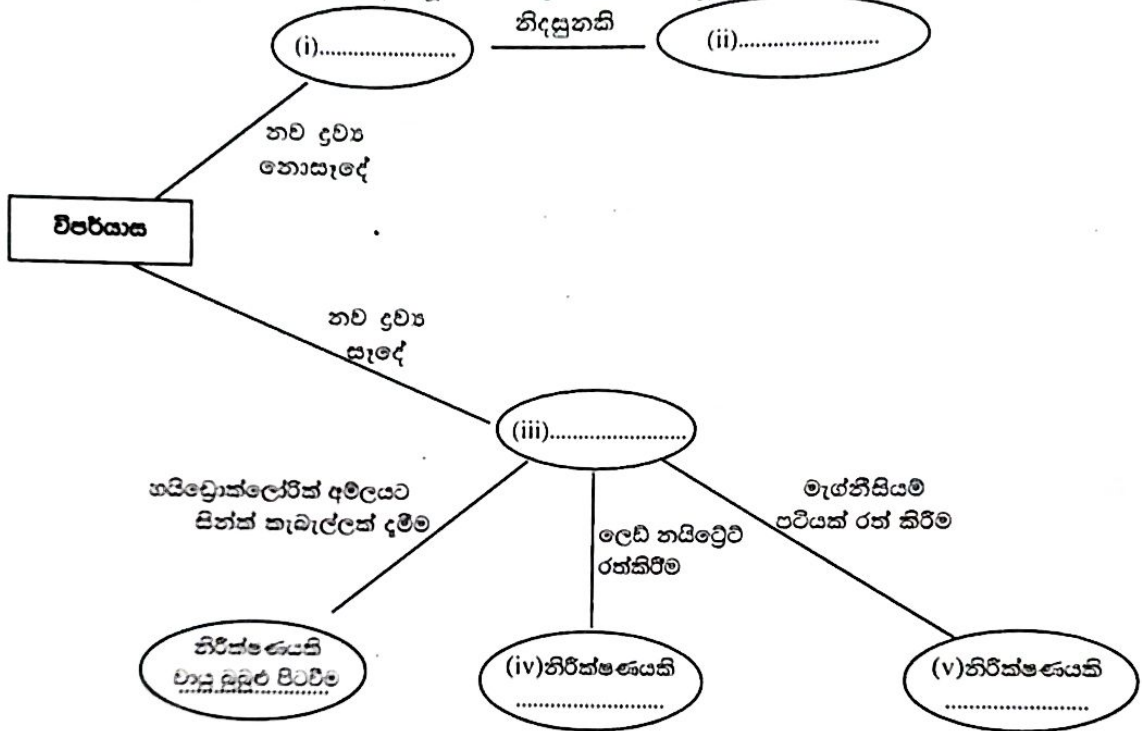 නිදසුනකි
(i)........................
(ii)........................
නව ද්‍රව්‍ය
නොසෑදේ
විපර්යාස
නව ද්‍රව්‍ය
සෑදේ
(iii)........................
හයිඩ්‍රොක්ලෝරික් අම්ලයට
සින්ක් කැබැල්ලක් දැමීම
ලෙඩ් නයිට්‍රේට්
රත්කිරීම
මැග්නීසියම්
පටියක් රත් කිරීම
නිරීක්ෂණයකි
වායු බුබුළු පිටවීම
(iv)නිරීක්ෂණයකි
........................
(v)නිරීක්ෂණයකි
........................